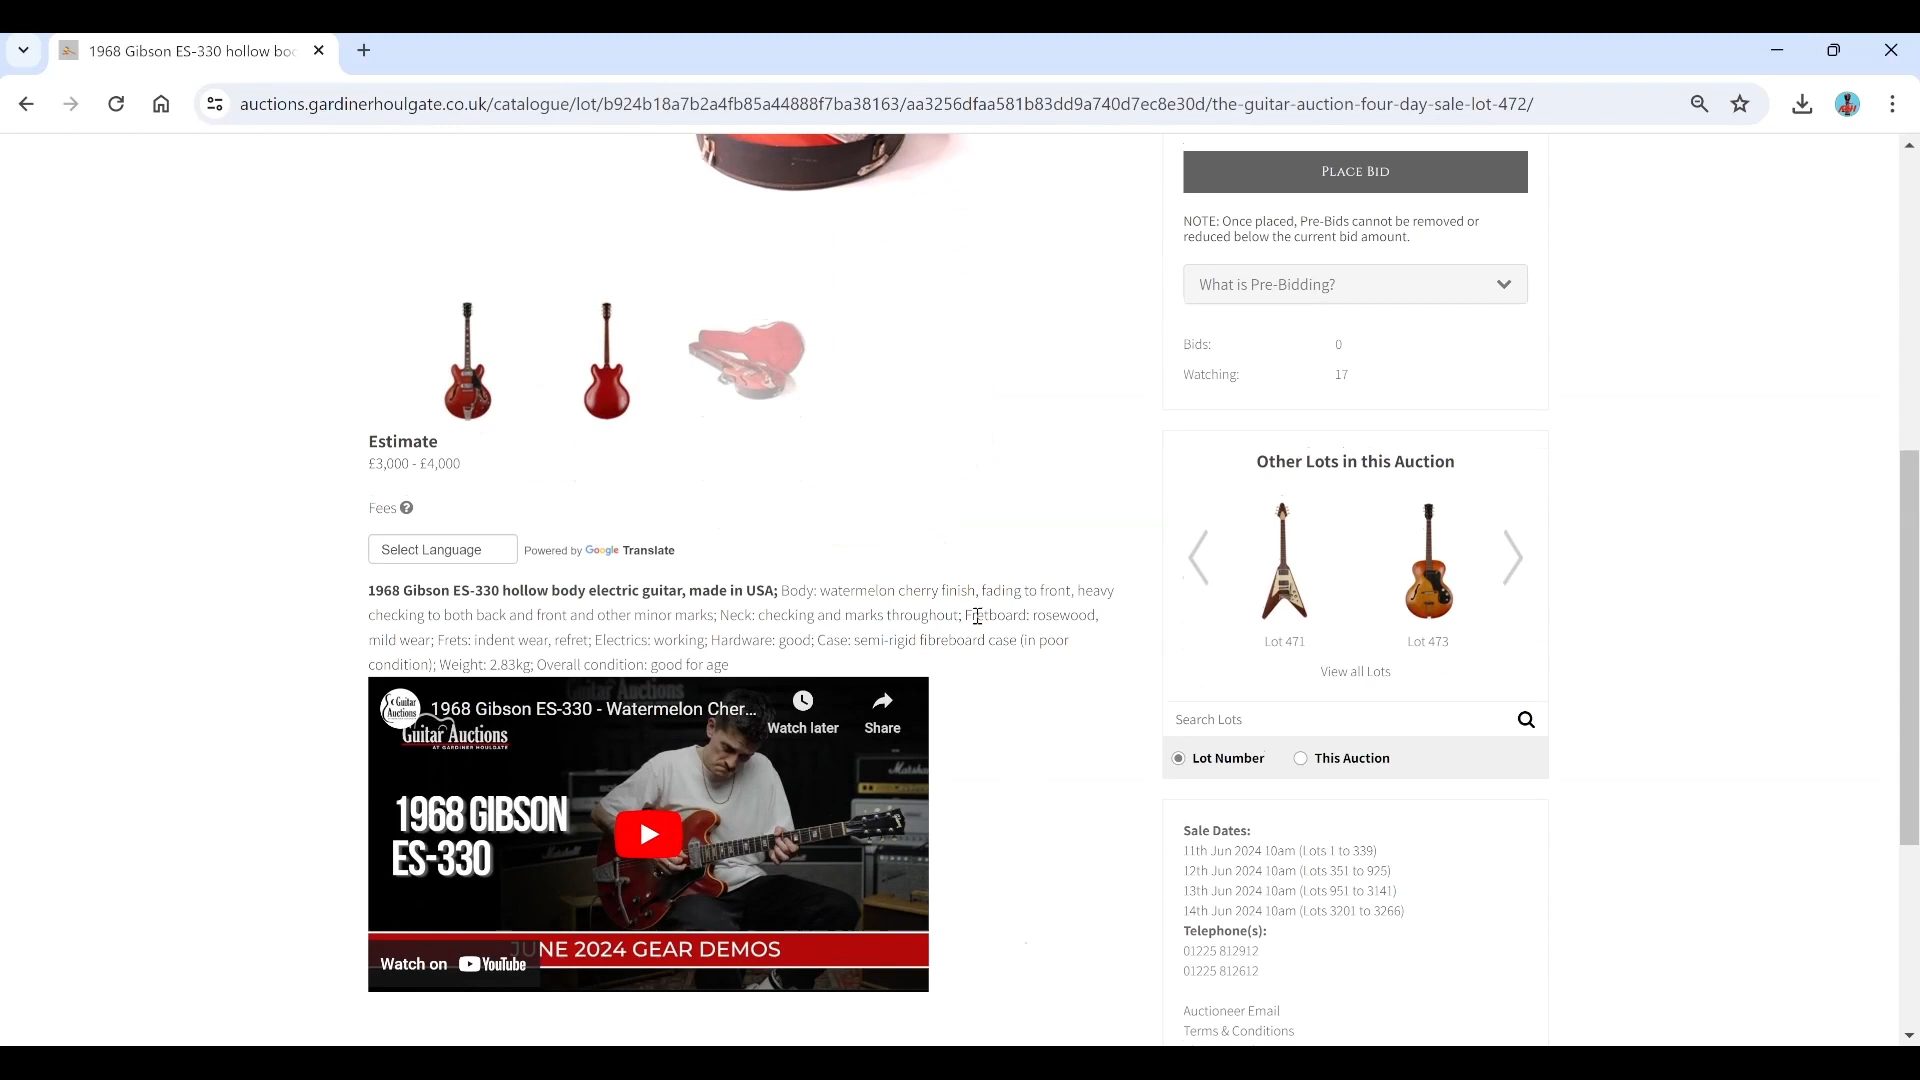 1968 Gibson ES-330 hollow boc
auctions.gardinerhoulgate.co.uk/catalogue/lot/b924b18a7b2a4fb85a44888f7ba38163/aa3256dfaa581b83dd9a740d7ec8e30d/the-guitar-auction-four-day-sale-lot-472/
PLACE BID
NOTE: Once placed, Pre-Bids cannot be removed or
reduced below the current bid amount.
What is Pre-Bidding?
Bids: 0
Watching: 17
Estimate
£3,000 - £4,000
Fees ?
Select Language Powered by Google Translate
1968 Gibson ES-330 hollow body electric guitar, made in USA; Body: watermelon cherry finish, fading to front, heavy
checking to both back and front and other minor marks; Neck: checking and marks throughout; Fretboard: rosewood,
mild wear; Frets: indent wear, refret; Electrics: working; Hardware: good; Case: semi-rigid fibreboard case (in poor
condition); Weight: 2.83kg; Overall condition: good for age
Guitar Auctions
1968 Gibson ES-330 - Watermelon Cher...
Watch later
Share
Guitar Auctions
AT GARDINER HOULGATE
Marshall
1968 GIBSON
ES-330
JUNE 2024 GEAR DEMOS
Watch on YouTube
Other Lots in this Auction
Lot 471
Lot 473
View all Lots
Search Lots
Lot Number
This Auction
Sale Dates:
11th Jun 2024 10am (Lots 1 to 339)
12th Jun 2024 10am (Lots 351 to 925)
13th Jun 2024 10am (Lots 951 to 3141)
14th Jun 2024 10am (Lots 3201 to 3266)
Telephone(s):
01225 812912
01225 812612
Auctioneer Email
Terms & Conditions